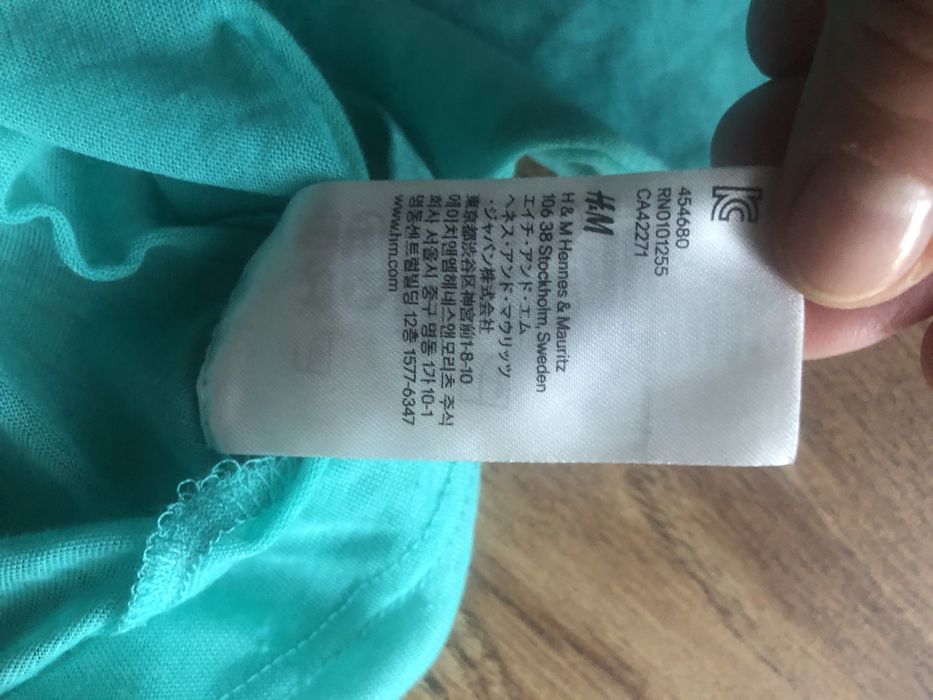 454680
RN0101255
CA42271
H&M
H & M Hennes & Mauritz
106 38 Stockholm, Sweden
エイチ・アンド・エム
ヘネス・アンド・マウリッツ
・ジャパン株式会社
東京都渋谷区神宮前1-8-10
에이치앤엠헤네스앤모리츠 주식
회사 서울시 중구 명동 1가 10-1
명동센트럴빌딩 12층 1577-6347
www.hm.com